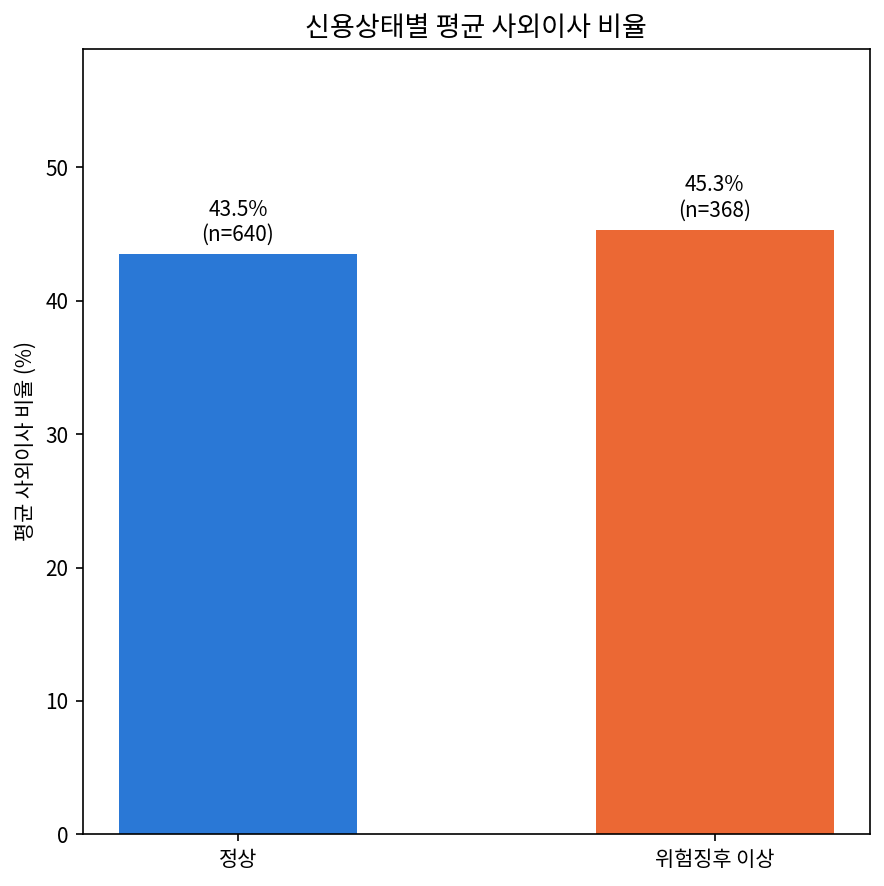 신용상태별 평균 사외이사 비율
평균 사외이사 비율 (%)
50
40
30
20
10
0
43.5%
(n=640)
45.3%
(n=368)
정상
위험징후 이상